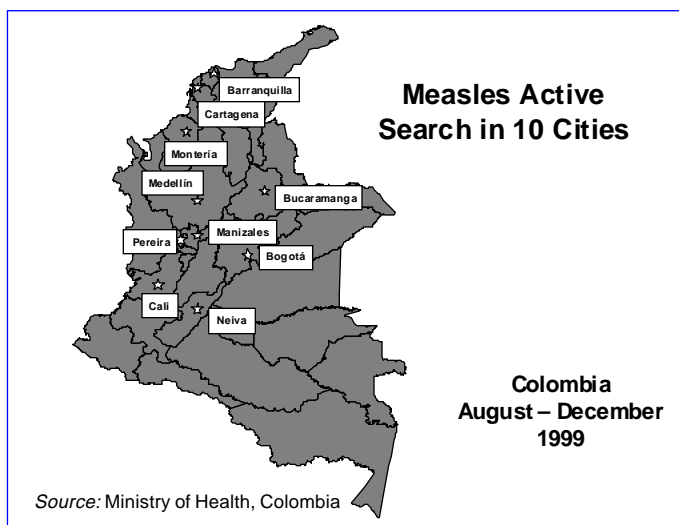 Measles Active
Search in 10 Cities
Barranquilla
Cartagena
Montería
Medellín
Bucaramanga
Manizales
Pereira
Bogotá
Cali
Neiva
Colombia
August – December
1999
Source: Ministry of Health, Colombia